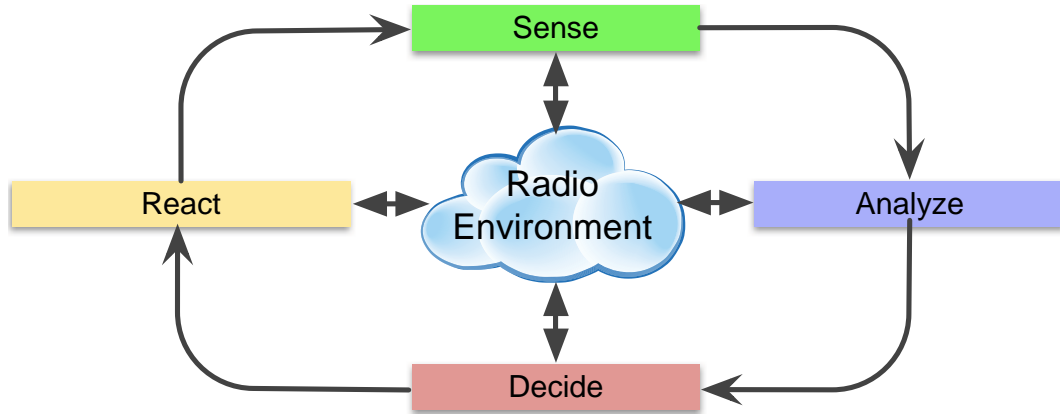 Sense
React
Radio
Environment
Analyze
Decide